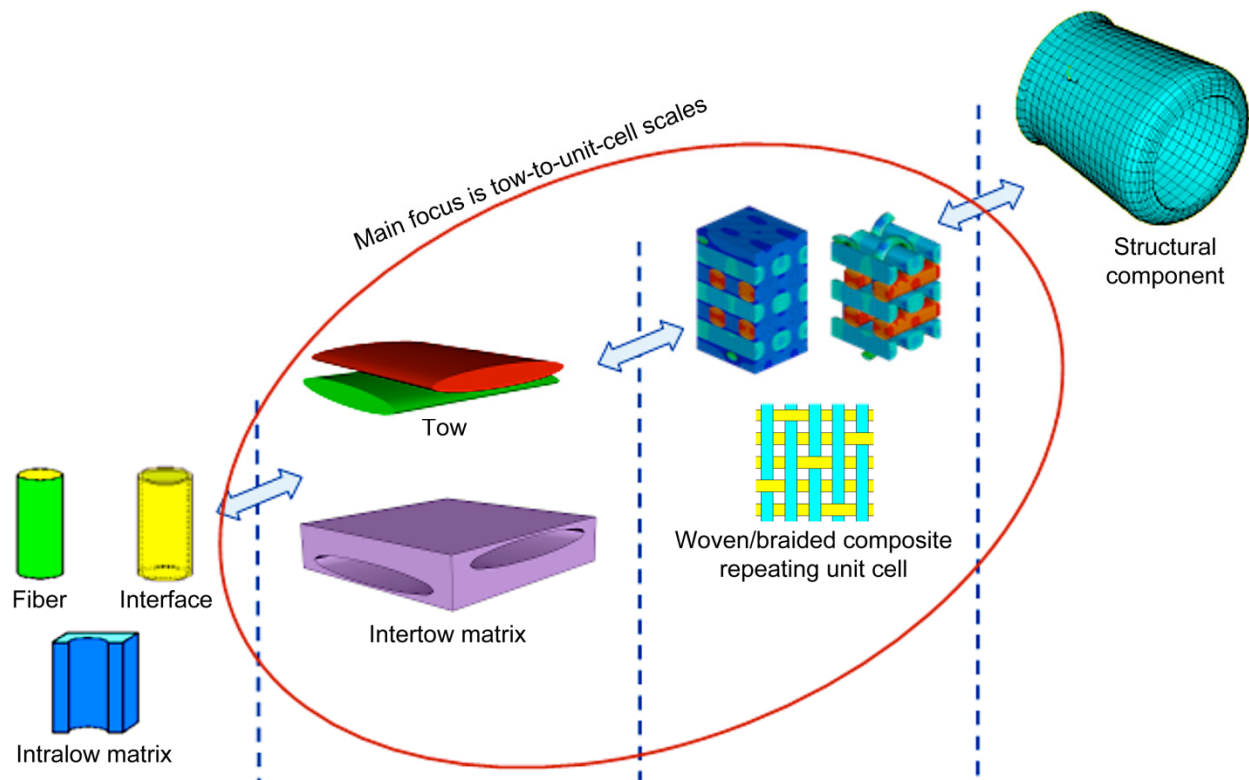 Main focus is tow-to-unit-cell scales
Structural
component
Tow
Woven/braided composite
repeating unit cell
Fiber
Interface
Intertow matrix
Intralow matrix